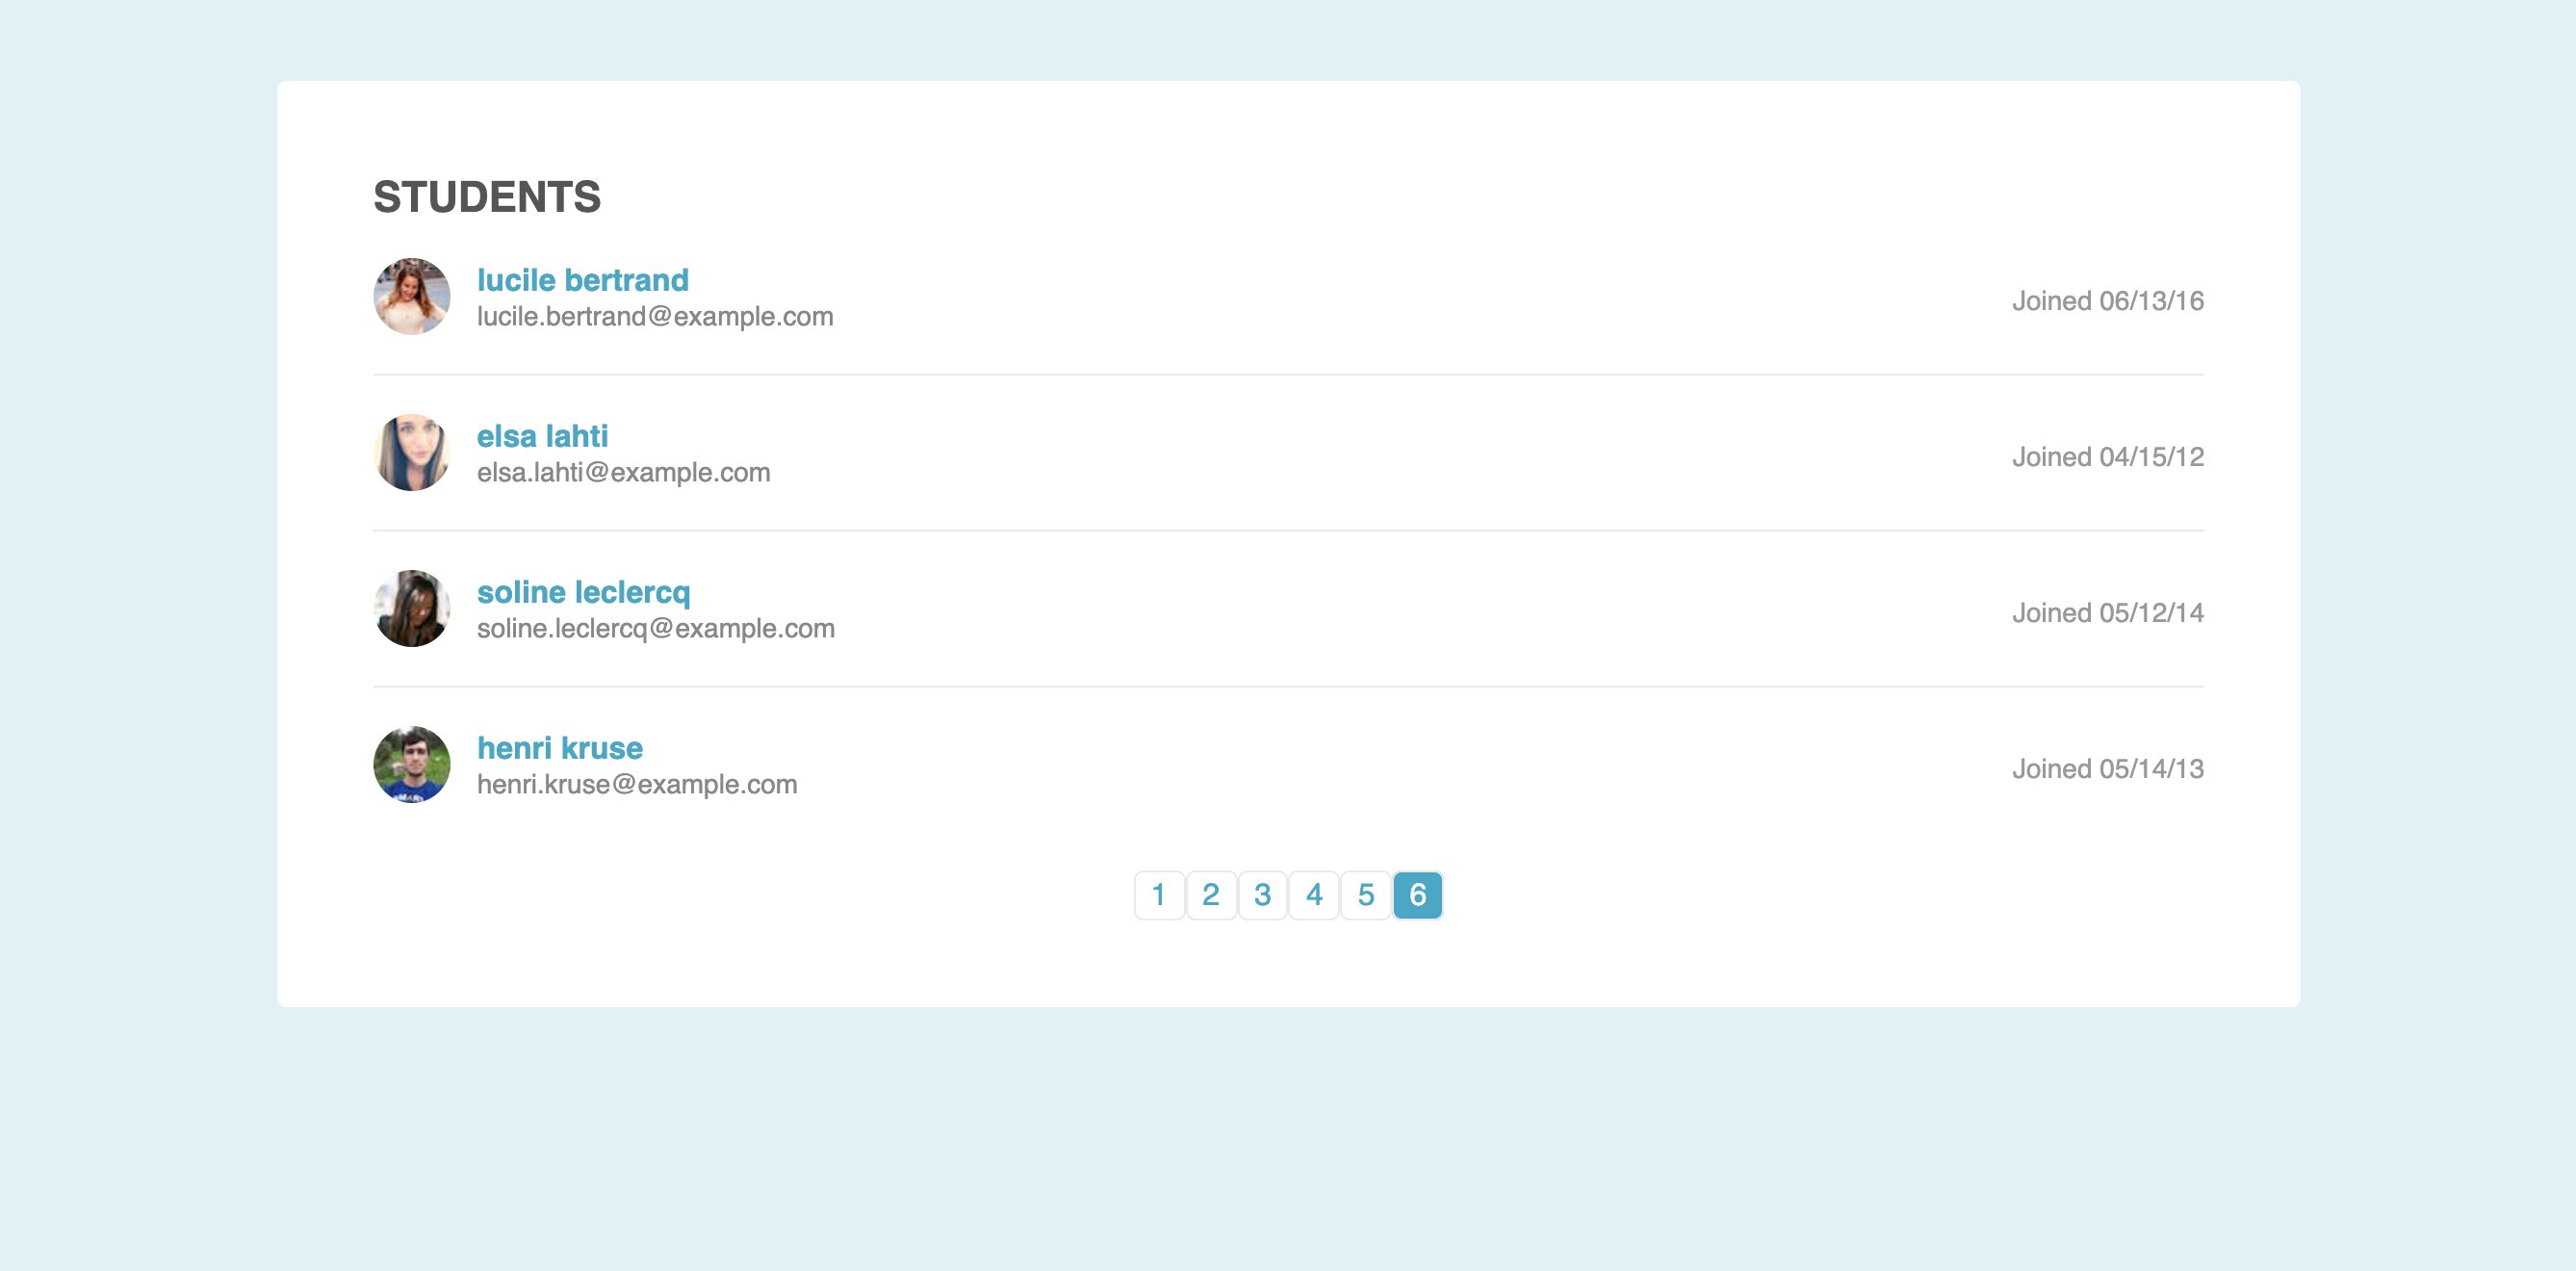 STUDENTS
lucile bertrand
lucile.bertrand@example.com
Joined 06/13/16
elsa lahti
elsa.lahti@example.com
Joined 04/15/12
soline leclercq
soline.leclercq@example.com
Joined 05/12/14
henri kruse
henri.kruse@example.com
Joined 05/14/13
1 2 3 4 5 6